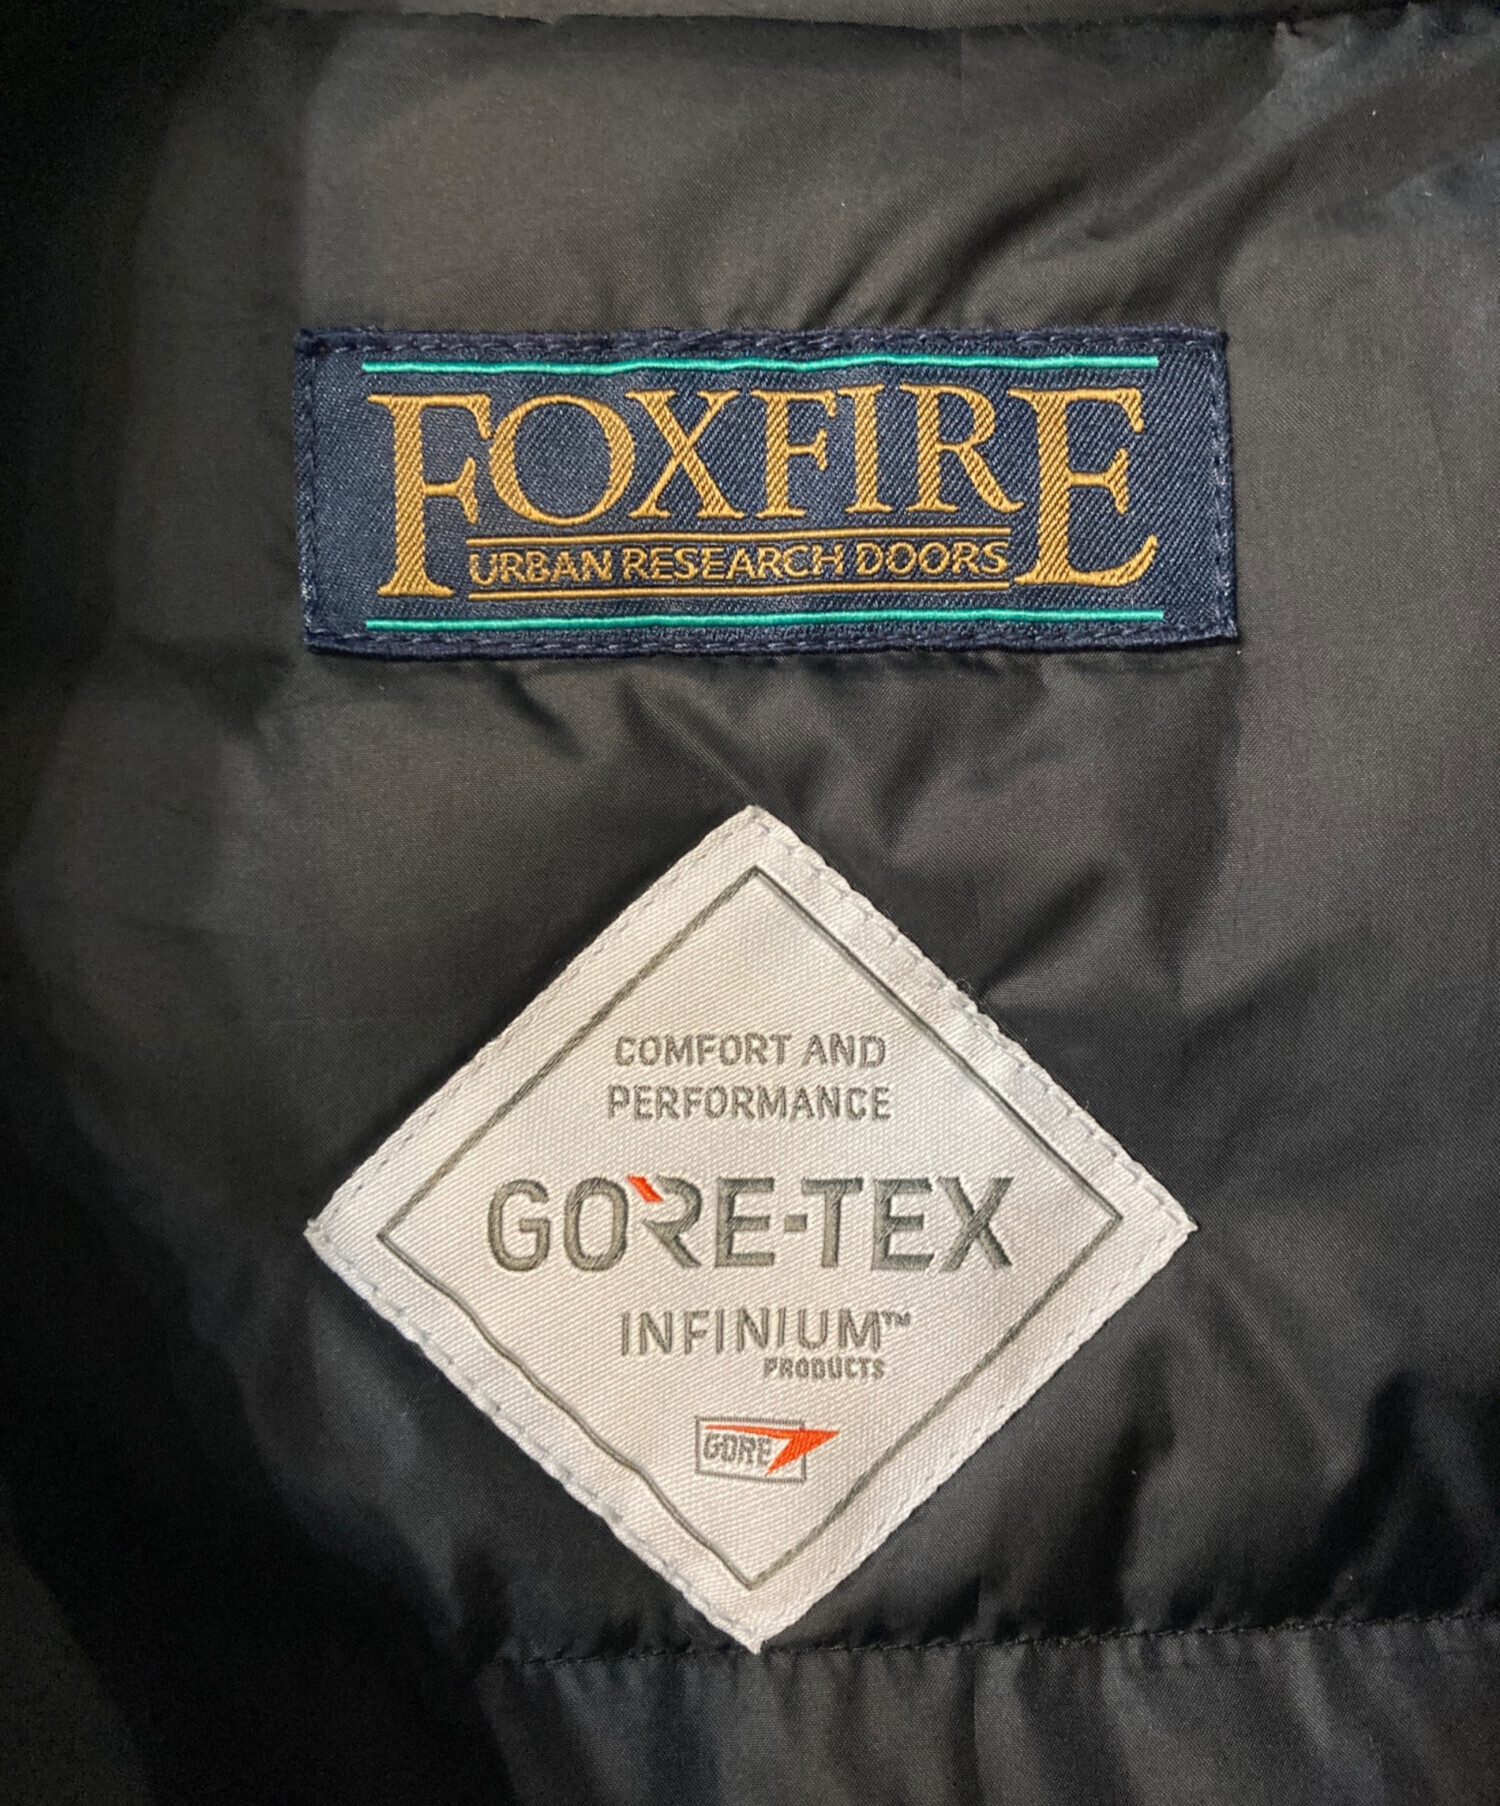 FOXFIRE
URBAN RESEARCH DOORS
COMFORT AND
PERFORMANCE
GORE-TEX
INFINIUM™
PRODUCTS
GORE